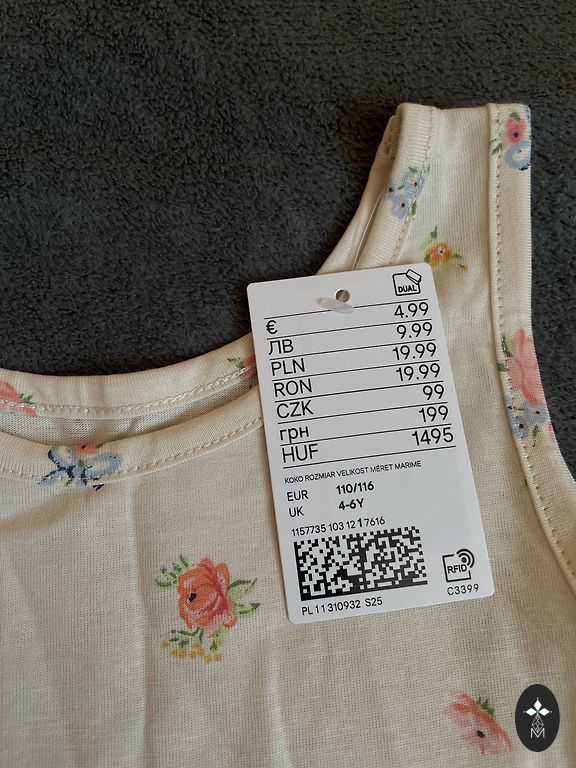 DUAL
€ 4.99
ЛВ 9.99
PLN 19.99
RON 19.99
CZK 99
грн 199
HUF 1495
KOKO ROZMIAR VELIKOST MÉRET MARIME
EUR 110/116
UK 4-6Y
1157735 103 12 1 7616
RFID
PL 11 310932 S25
C3399
M